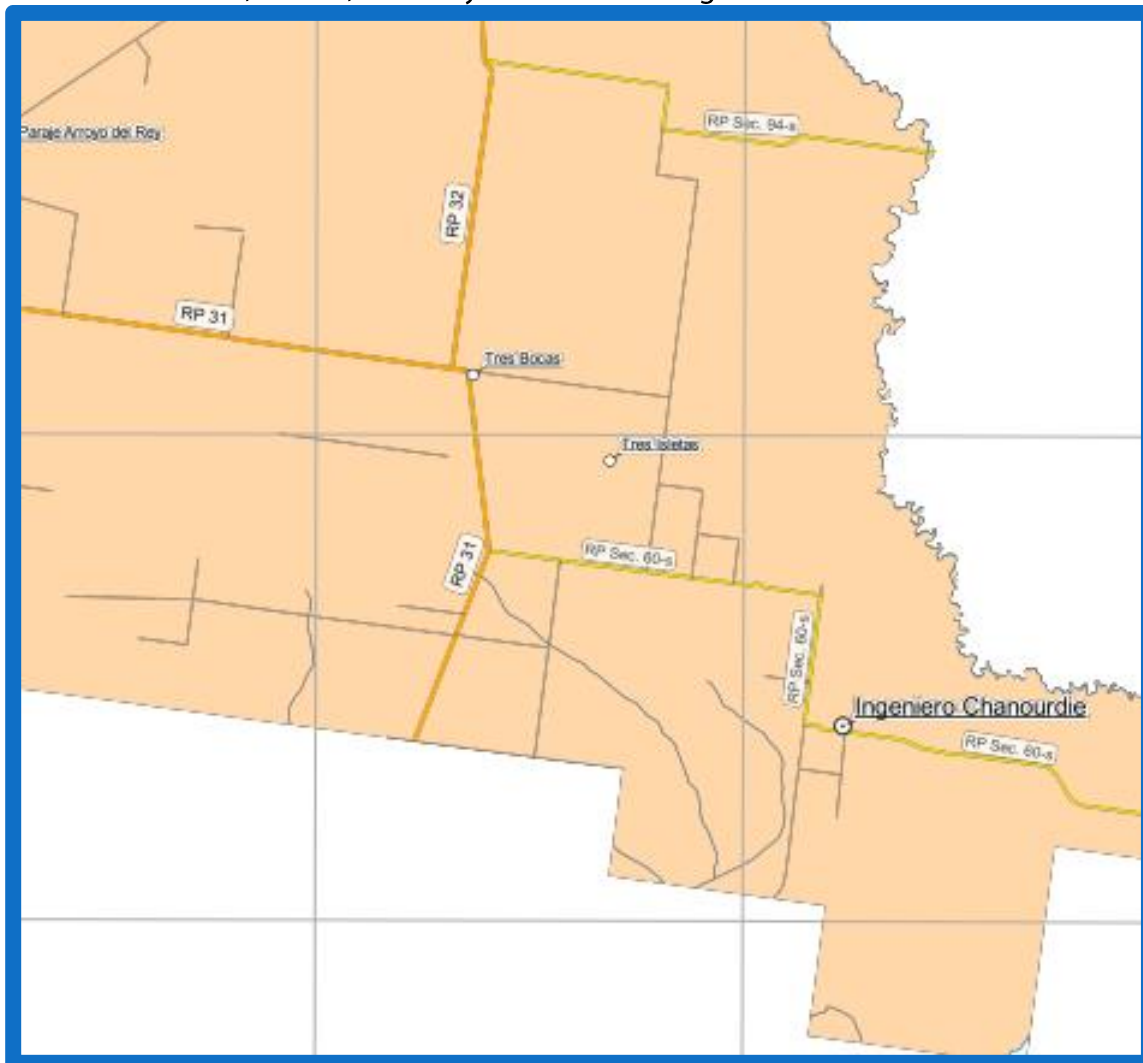 RP Sec. 94-s
Paraje Arroyo del Rey
RP 32
RP 31
Tres Bocas
Tres Isletas
RP 31
RP Sec. 60-s
RP Sec. 60-s
Ingeniero Chanourdie
RP Sec. 60-s